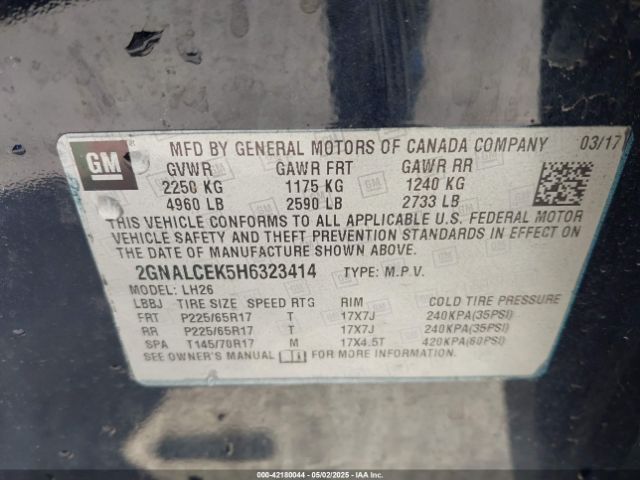 GM
MFD BY GENERAL MOTORS OF CANADA COMPANY 03/17
GVWR GAWR FRT GAWR RR
2250 KG 1175 KG 1240 KG
4960 LB 2590 LB 2733 LB
THIS VEHICLE CONFORMS TO ALL APPLICABLE U.S. FEDERAL MOTOR
VEHICLE SAFETY AND THEFT PREVENTION STANDARDS IN EFFECT ON
THE DATE OF MANUFACTURE SHOWN ABOVE.
2GNALCEK5H6323414 TYPE: M.P.V.
MODEL: LH26
LBBJ TIRE SIZE SPEED RTG RIM COLD TIRE PRESSURE
FRT P225/65R17 T 17X7J 240KPA(35PSI)
RR P225/65R17 T 17X7J 240KPA(35PSI)
SPA T145/70R17 M 17X4.5T 420KPA(60PSI)
SEE OWNER'S MANUAL FOR MORE INFORMATION.
000-42180044 - 05/02/2025 - IAAI.COM